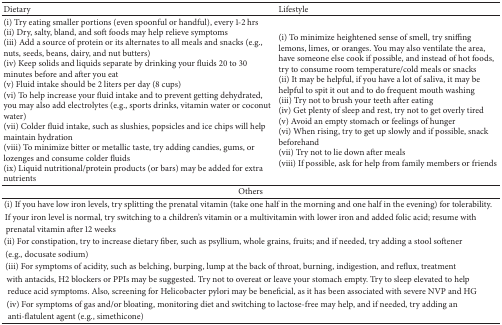 Dietary
(i) Try eating smaller portions (even spoonful or handful), every 1-2 hrs
(ii) Dry, salty, bland, and soft foods may help relieve symptoms
(iii) Add a source of protein or its alternates to all meals and snacks (e.g.,
nuts, seeds, beans, dairy, and nut butters)
(iv) Keep solids and liquids separate by drinking your fluids 20 to 30
minutes before and after you eat
(v) Fluid intake should be 2 liters per day (8 cups)
(vi) To help increase your fluid intake and to prevent getting dehydrated,
you may also add electrolytes (e.g., sports drinks, vitamin water or coconut
water)
(vii) Colder fluid intake, such as slushies, popsicles and ice chips will help
maintain hydration
(viii) To minimize bitter or metallic taste, try adding candies, gums, or
lozenges and consume colder fluids
(ix) Liquid nutritional/protein products (or bars) may be added for extra
nutrients
Lifestyle
(i) To minimize heightened sense of smell, try sniffing
lemons, limes, or oranges. You may also ventilate the area,
have someone else cook if possible, and instead of hot foods,
try to consume room temperature/cold meals or snacks
(ii) It may be helpful, if you have a lot of saliva, it may be
helpful to spit it out and to do frequent mouth washing
(iii) Try not to brush your teeth after eating
(iv) Get plenty of sleep and rest, try not to get overly tired
(v) Avoid an empty stomach or feelings of hunger
(vi) When rising, try to get up slowly and if possible, snack
beforehand
(vii) Try not to lie down after meals
(viii) If possible, ask for help from family members or friends
Others
(i) If you have low iron levels, try splitting the prenatal vitamin (take one half in the morning and one half in the evening) for tolerability.
If your iron level is normal, try switching to a children's vitamin or a multivitamin with lower iron and added folic acid; resume with
prenatal vitamin after 12 weeks
(ii) For constipation, try to increase dietary fiber, such as psyllium, whole grains, fruits; and if needed, try adding a stool softener
(e.g., docusate sodium)
(iii) For symptoms of acidity, such as belching, burping, lump at the back of throat, burning, indigestion, and reflux, treatment
with antacids, H2 blockers or PPIs may be suggested. Try not to overeat or leave your stomach empty. Try to sleep elevated to help
reduce acid symptoms. Also, screening for Helicobacter pylori may be beneficial, as it has been associated with severe NVP and HG
(iv) For symptoms of gas and/or bloating, monitoring diet and switching to lactose-free may help, and if needed, try adding an
anti-flatulent agent (e.g., simethicone)